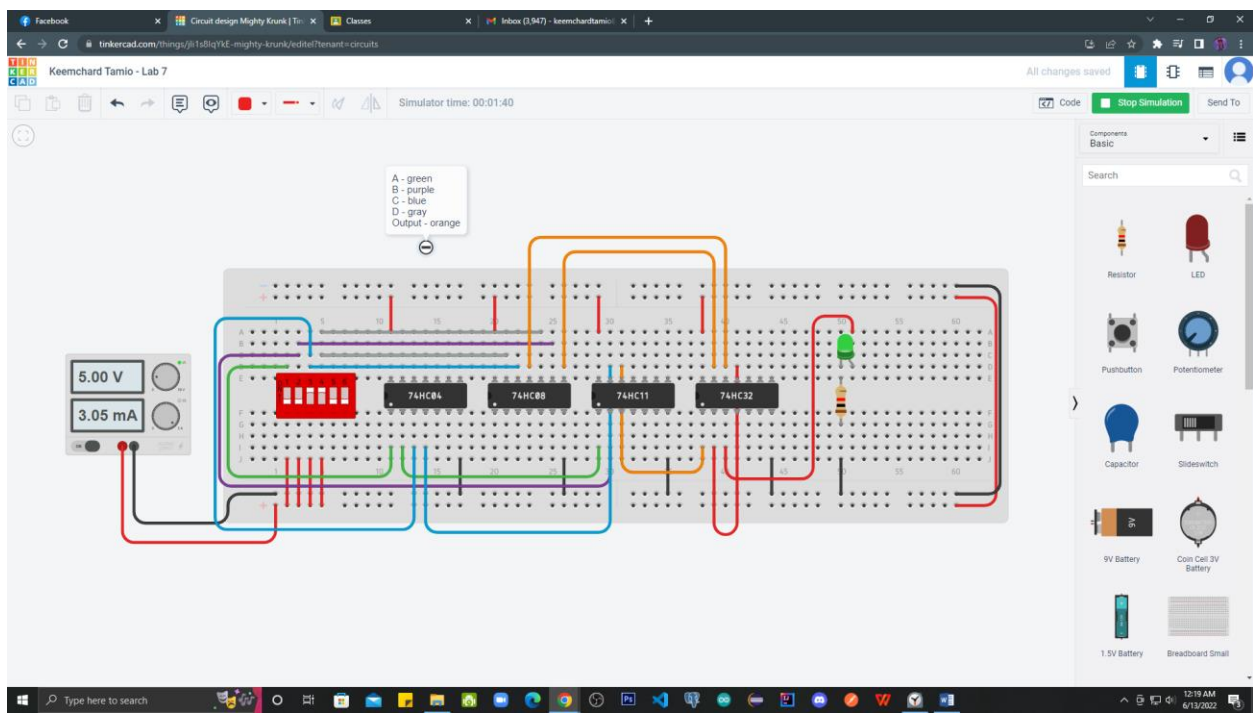 Facebook
Circuit design Mighty Krunk | Tin
Classes
Inbox (3,947) - keemchardtamio
tinkercad.com/things/jli1s8lqYkE-mighty-krunk/editel?tenant=circuits
TIN
KER
CAD
Keemchard Tamio - Lab 7
All changes saved
Simulator time: 00:01:40
Code
Stop Simulation
Send To
Components
Basic
Search
A - green
B - purple
C - blue
D - gray
Output - orange
Resistor
LED
Pushbutton
Potentiometer
Capacitor
Slideswitch
9V Battery
Coin Cell 3V
Battery
1.5V Battery
Breadboard Small
5.00 V
3.05 mA
74HC04
74HC08
74HC11
74HC32
Type here to search
12:19 AM
6/13/2022